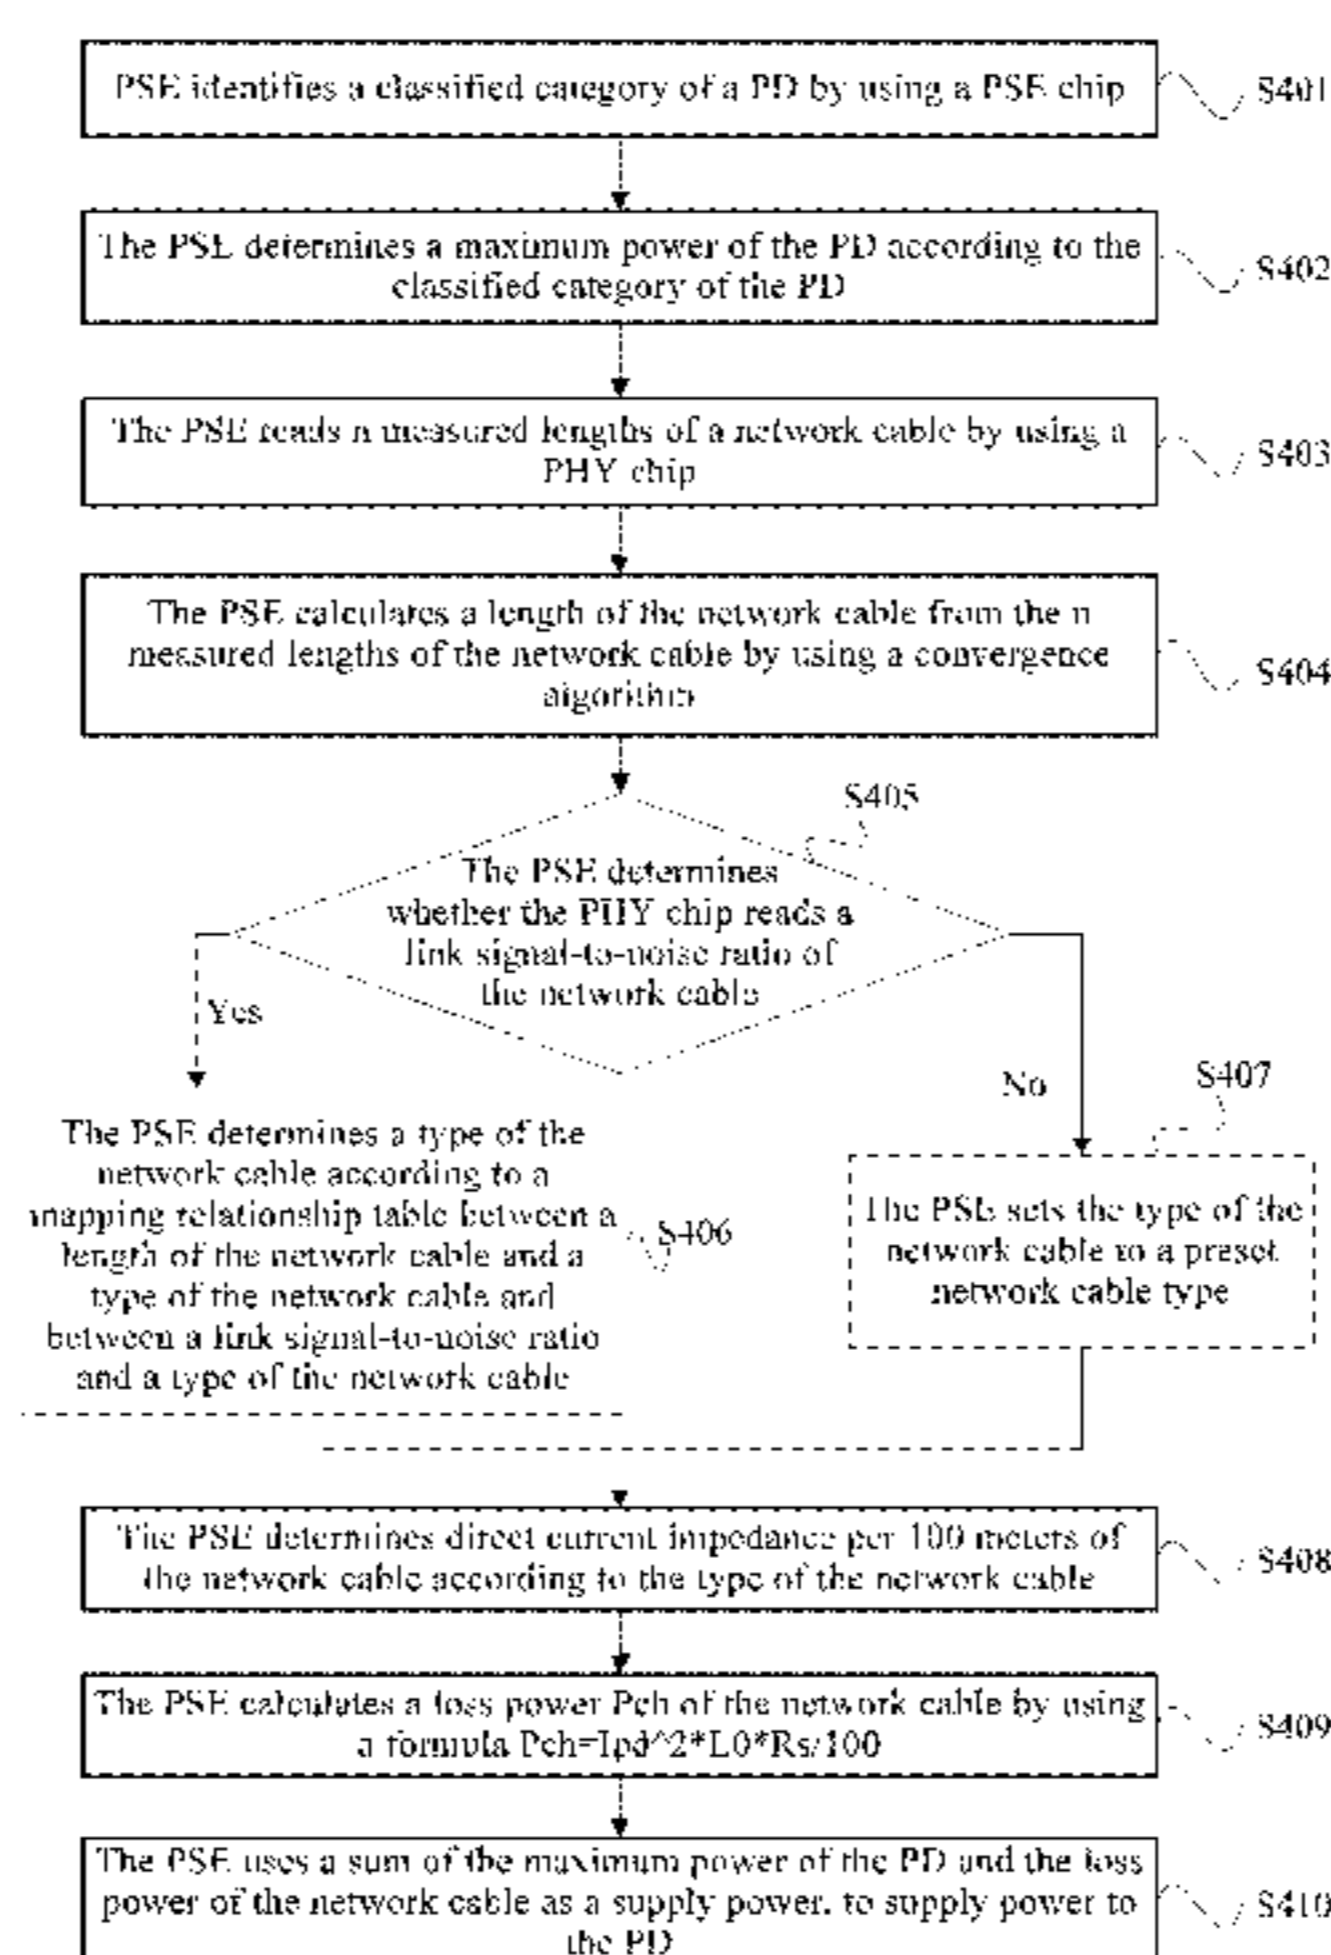 PSE identifies a classified category of a PD by using a PSE chip
S401
The PSE determines a maximum power of the PD according to the
classified category of the PD
S402
The PSE reads n measured lengths of a network cable by using a
PHY chip
S403
The PSE calculates a length of the network cable from the n
measured lengths of the network cable by using a convergence
algorithm
S404
S405
The PSE determines
whether the PHY chip reads a
link signal-to-noise ratio of
the network cable
Yes
No
The PSE determines a type of the
network cable according to a
mapping relationship table between a
length of the network cable and a
type of the network cable and
between a link signal-to-noise ratio
and a type of the network cable
S406
S407
The PSE sets the type of the
network cable to a preset
network cable type
The PSE determines direct current impedance per 100 meters of
the network cable according to the type of the network cable
S408
The PSE calculates a loss power Pch of the network cable by using
a formula Pch=Ipd^2*L0*Rs/100
S409
The PSE uses a sum of the maximum power of the PD and the loss
power of the network cable as a supply power, to supply power to
the PD
S410